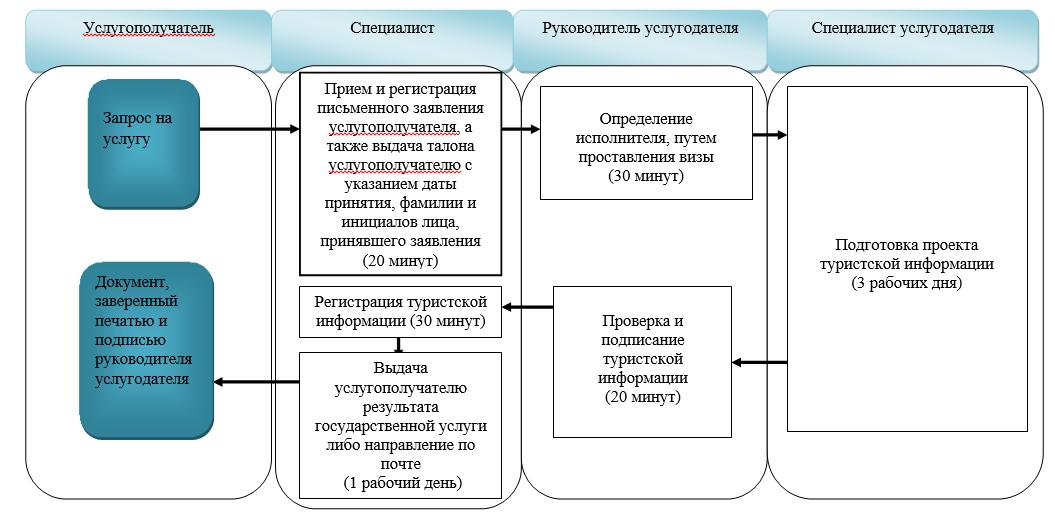 Услугополучатель
Специалист
Руководитель услугодателя
Специалист услугодателя
Запрос на
услугу
Прием и регистрация
письменного заявления
услугополучателя, а
также выдача талона
услугополучателю с
указанием даты
принятия, фамилии и
инициалов лица,
принявшего заявления
(20 минут)
Определение
исполнителя, путем
проставления визы
(30 минут)
Подготовка проекта
туристской информации
(3 рабочих дня)
Проверка и
подписание
туристской
информации
(20 минут)
Регистрация туристской
информации (30 минут)
Выдача
услугополучателю
результата
государственной услуги
либо направление по
почте
(1 рабочий день)
Документ,
заверенный
печатью и
подписью
руководителя
услугодателя